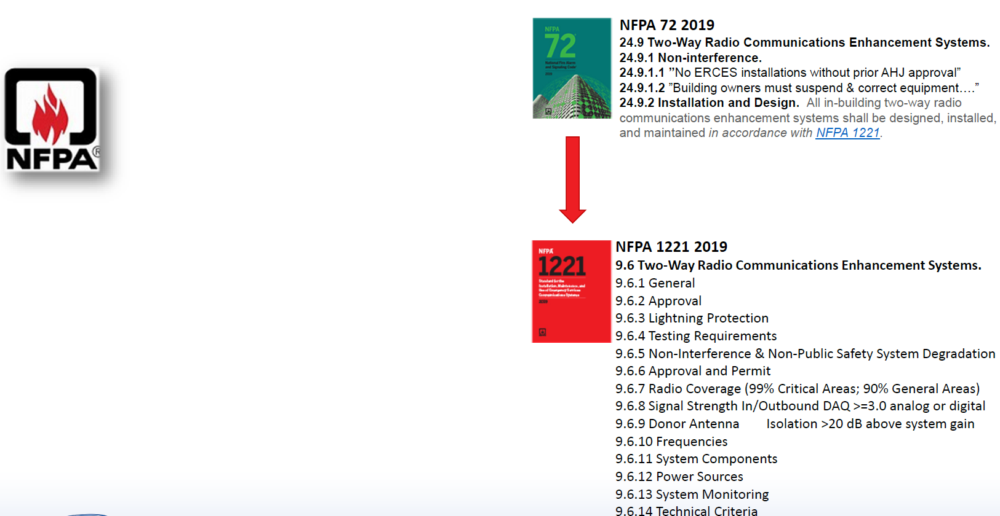 NFPA®
NFPA
72
National Fire Alarm
and Signaling Code
2019
NFPA 72 2019
24.9 Two-Way Radio Communications Enhancement Systems.
24.9.1 Non-interference.
24.9.1.1 ”No ERCES installations without prior AHJ approval”
24.9.1.2 ”Building owners must suspend & correct equipment….”
24.9.2 Installation and Design. All in-building two-way radio
communications enhancement systems shall be designed, installed,
and maintained in accordance with NFPA 1221.
NFPA
1221
Standard for the
Installation, Maintenance, and
Use of Emergency Services
Communications Systems
2019
NFPA 1221 2019
9.6 Two-Way Radio Communications Enhancement Systems.
9.6.1 General
9.6.2 Approval
9.6.3 Lightning Protection
9.6.4 Testing Requirements
9.6.5 Non-Interference & Non-Public Safety System Degradation
9.6.6 Approval and Permit
9.6.7 Radio Coverage (99% Critical Areas; 90% General Areas)
9.6.8 Signal Strength In/Outbound DAQ >=3.0 analog or digital
9.6.9 Donor Antenna Isolation >20 dB above system gain
9.6.10 Frequencies
9.6.11 System Components
9.6.12 Power Sources
9.6.13 System Monitoring
9.6.14 Technical Criteria